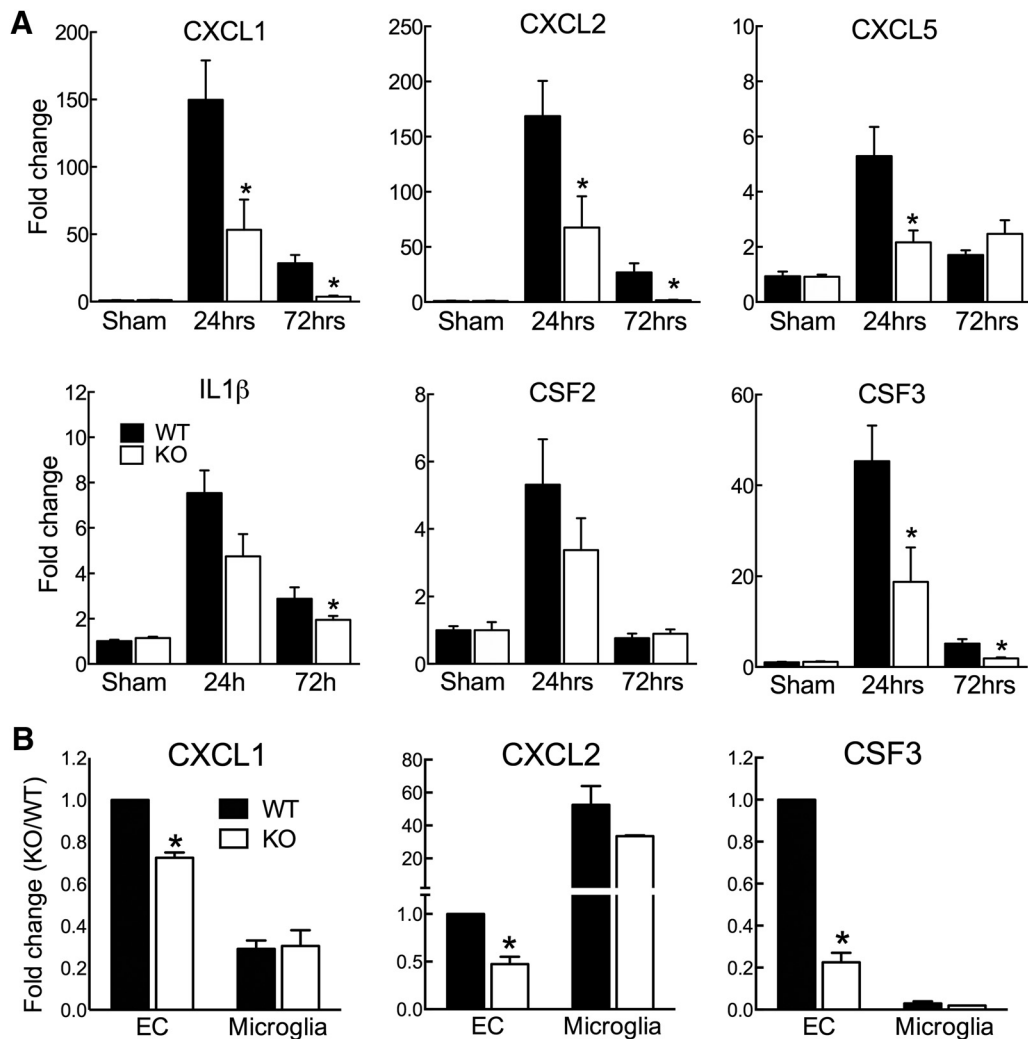 A
CXCL1
Fold change
200
150
100
50
0
*
*
Sham 24hrs 72hrs
CXCL2
250
200
150
100
50
0
*
*
Sham 24hrs 72hrs
CXCL5
10
8
6
4
2
0
*
Sham 24hrs 72hrs
IL1β
Fold change
12
10
8
6
4
2
0
WT
KO
*
Sham 24h 72h
CSF2
8
6
4
2
0
Sham 24hrs 72hrs
CSF3
60
40
20
0
*
*
Sham 24hrs 72hrs
B
CXCL1
Fold change (KO/WT)
1.2
1.0
0.8
0.6
0.4
0.2
0.0
WT
KO
*
EC Microglia
CXCL2
80
60
40
20
1.0
0.5
0.0
*
EC Microglia
CSF3
1.2
1.0
0.8
0.6
0.4
0.2
0.0
*
EC Microglia